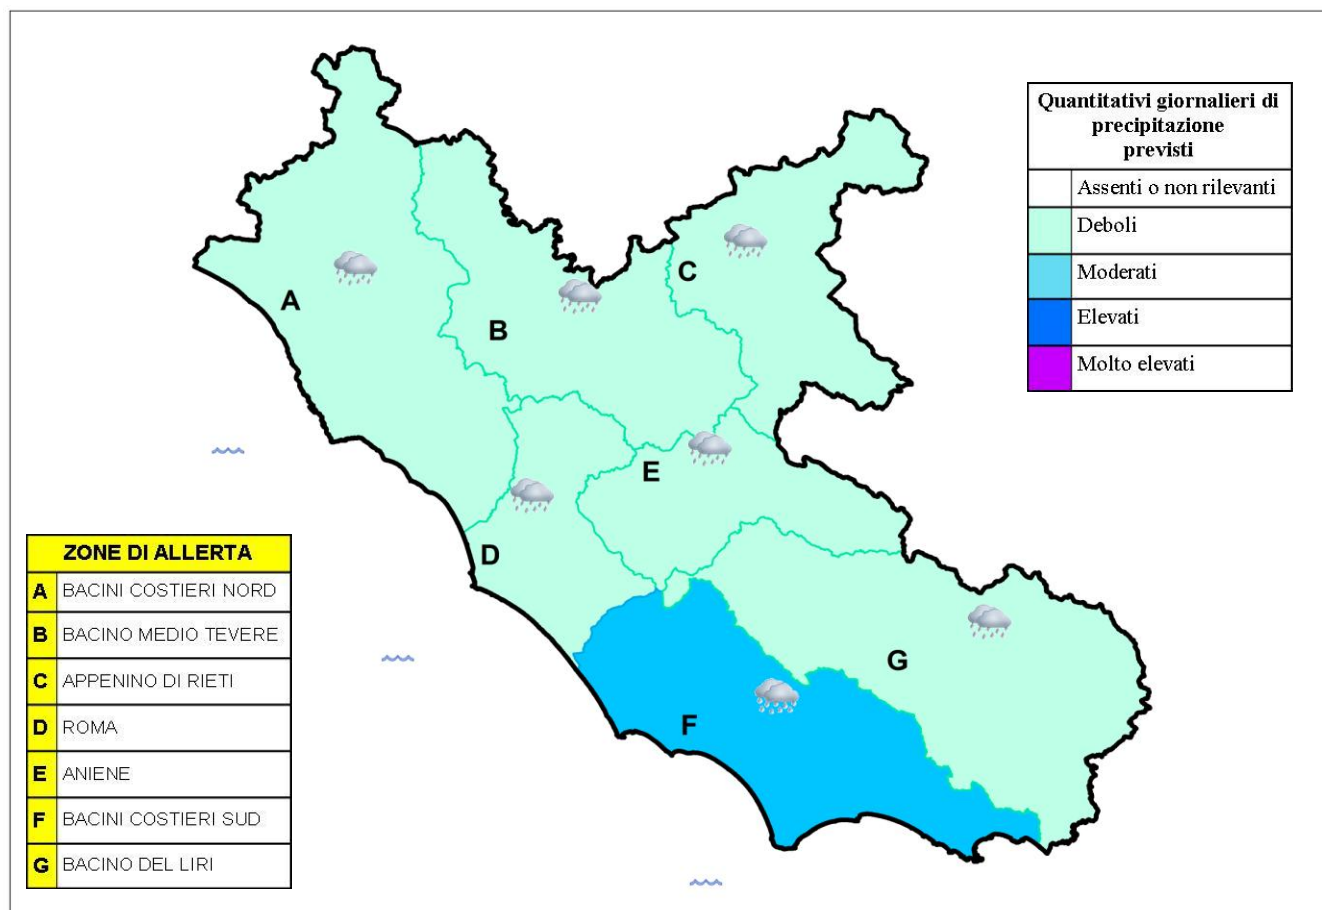 Quantitativi giornalieri di
precipitazione
previsti
Assenti o non rilevanti
Deboli
Moderati
Elevati
Molto elevati
A
B
C
D
E
F
G
ZONE DI ALLERTA
A BACINI COSTIERI NORD
B BACINO MEDIO TEVERE
C APPENINO DI RIETI
D ROMA
E ANIENE
F BACINI COSTIERI SUD
G BACINO DEL LIRI